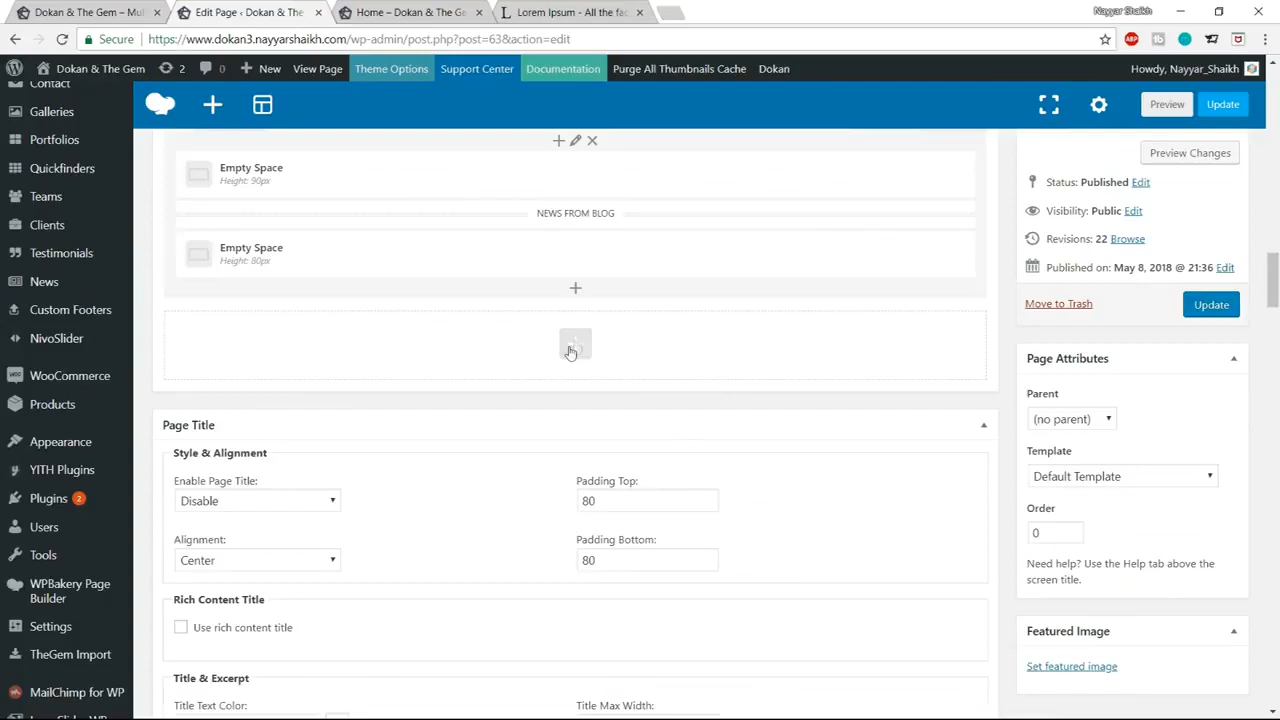 Dokan & The Gem – Mul
Edit Page ‹ Dokan & The
Home – Dokan & The Ge
Lorem Ipsum - All the fac
Nayyar Shaikh
Secure
https://www.dokan3.nayyarshaikh.com/wp-admin/post.php?post=63&action=edit
ABP
Dokan & The Gem
2
0
New
View Page
Theme Options
Support Center
Documentation
Purge All Thumbnails Cache
Dokan
Howdy, Nayyar_Shaikh
Contact
Galleries
Portfolios
Quickfinders
Teams
Clients
Testimonials
News
Custom Footers
NivoSlider
WooCommerce
Products
Appearance
YITH Plugins
Plugins 2
Users
Tools
WPBakery Page
Builder
Settings
TheGem Import
MailChimp for WP
Preview
Update
Empty Space
Height: 90px
NEWS FROM BLOG
Empty Space
Height: 80px
Page Title
Style & Alignment
Enable Page Title:
Padding Top:
Disable
80
Alignment:
Padding Bottom:
Center
80
Rich Content Title
Use rich content title
Title & Excerpt
Title Text Color:
Title Max Width:
Preview Changes
Status: Published Edit
Visibility: Public Edit
Revisions: 22 Browse
Published on: May 8, 2018 @ 21:36 Edit
Move to Trash
Update
Page Attributes
Parent
(no parent)
Template
Default Template
Order
0
Need help? Use the Help tab above the
screen title.
Featured Image
Set featured image